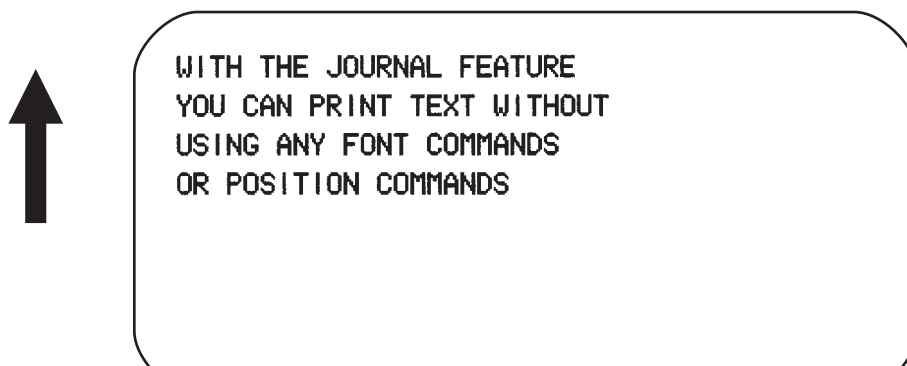 WITH THE JOURNAL FEATURE
YOU CAN PRINT TEXT WITHOUT
USING ANY FONT COMMANDS
OR POSITION COMMANDS